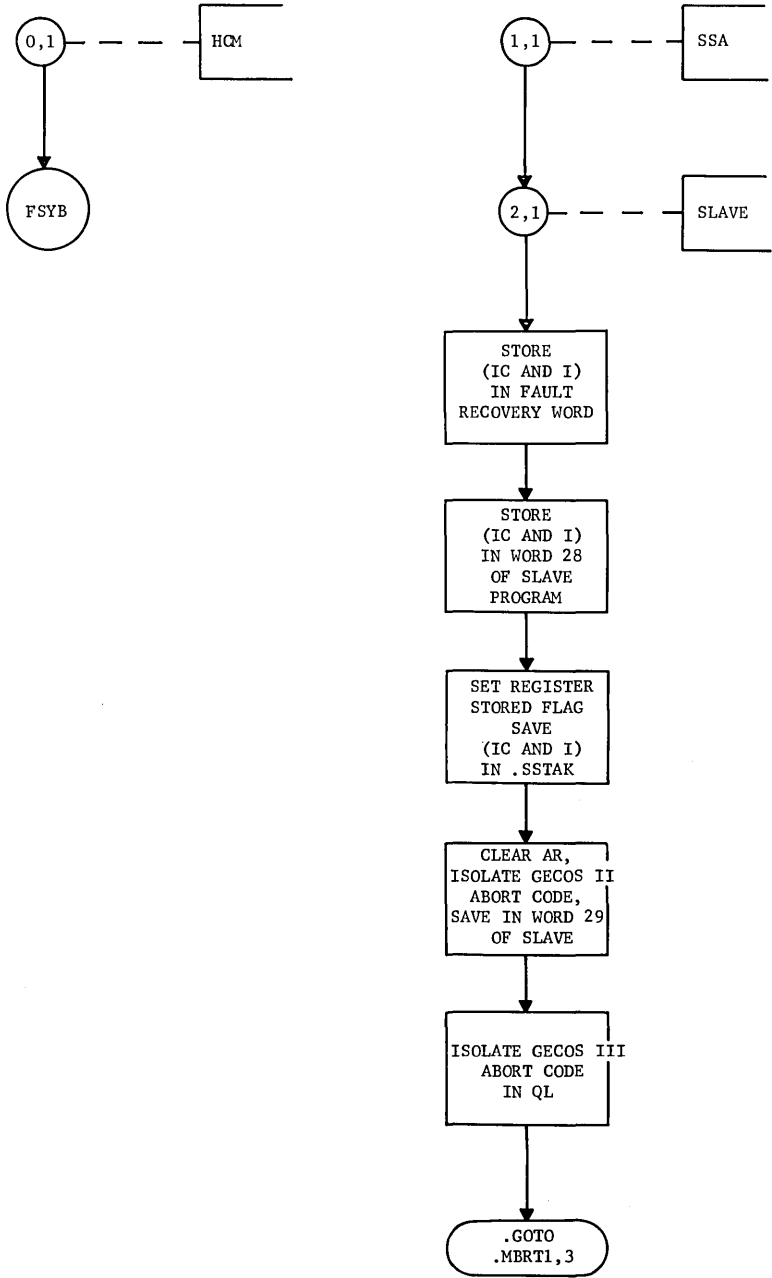 0,1
HCM
FSYB
1,1
SSA
2,1
SLAVE
STORE
(IC AND I)
IN FAULT
RECOVERY WORD
STORE
(IC AND I)
IN WORD 28
OF SLAVE
PROGRAM
SET REGISTER
STORED FLAG
SAVE
(IC AND I)
IN .SSTAK
CLEAR AR,
ISOLATE GECOS II
ABORT CODE,
SAVE IN WORD 29
OF SLAVE
ISOLATE GECOS III
ABORT CODE
IN QL
.GOTO
.MBRT1,3